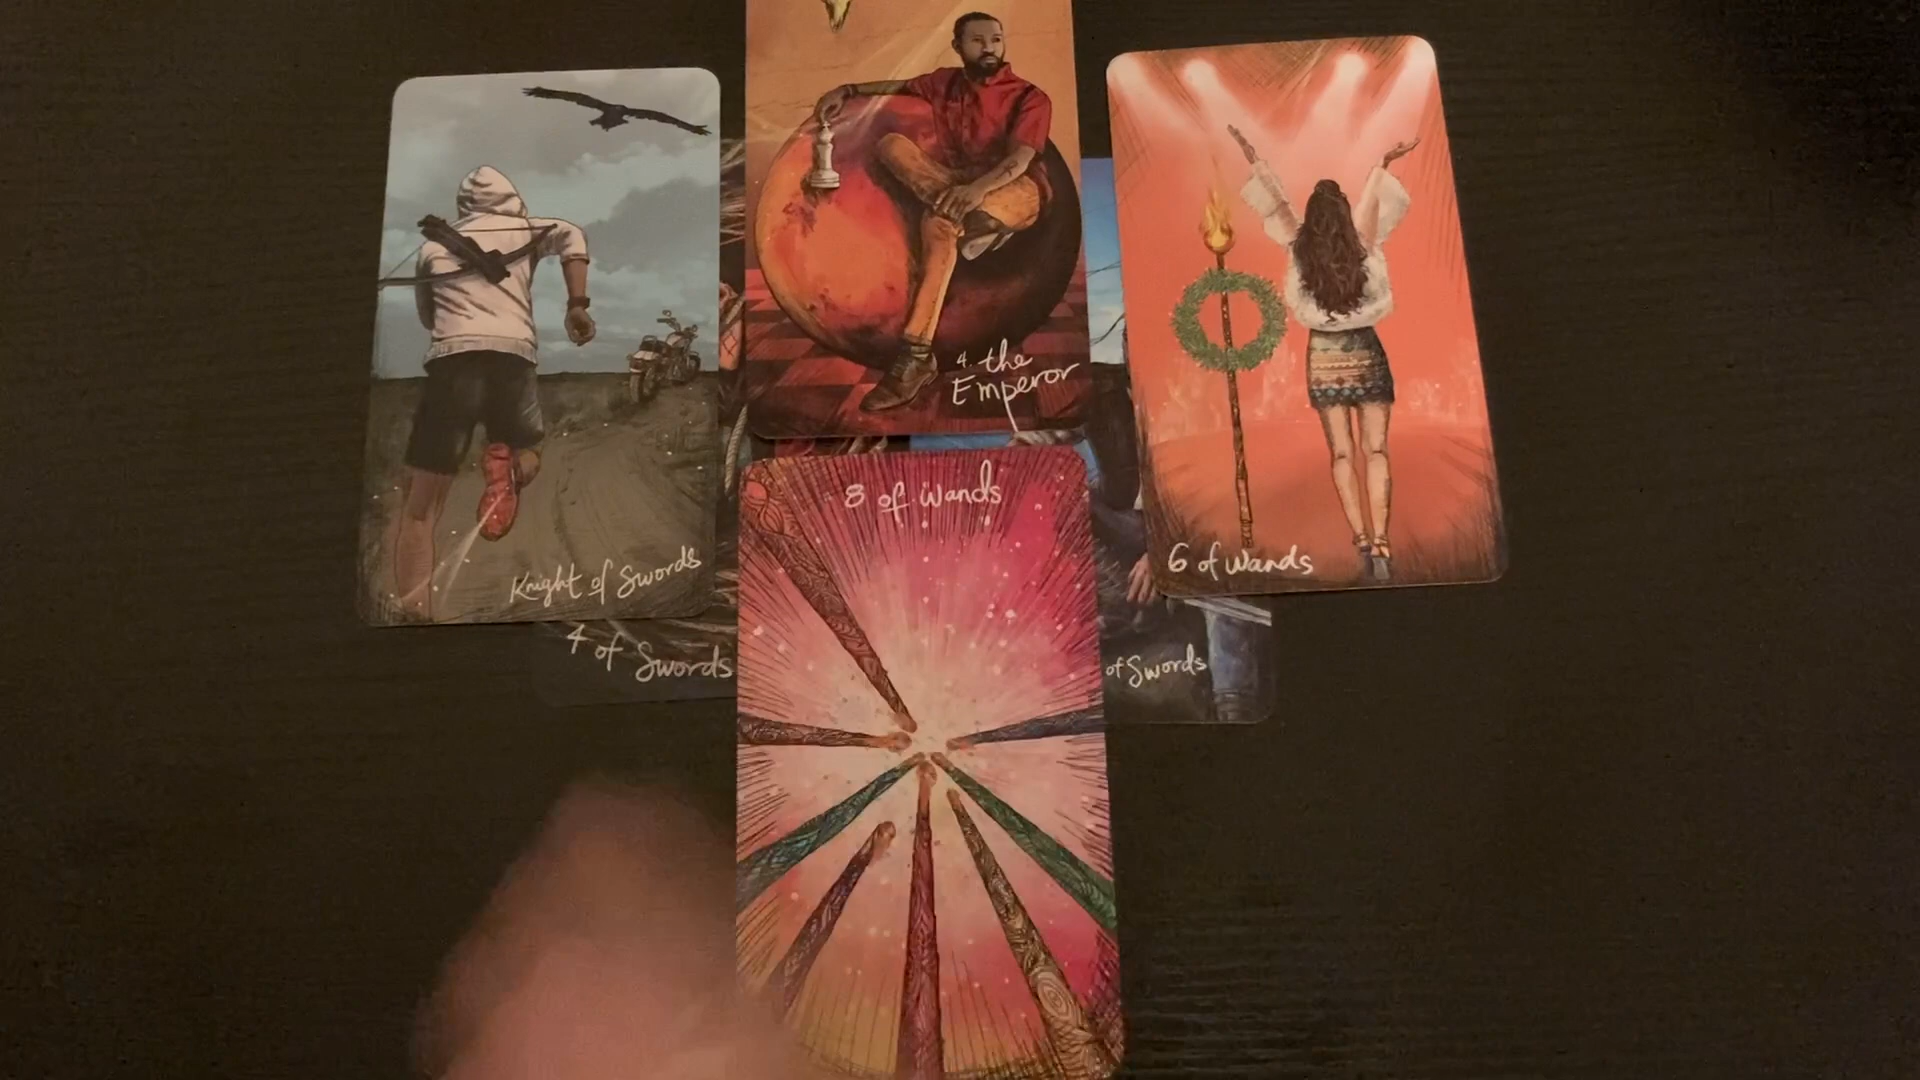 4. the
Emperor
8 of Wands
Knight of Swords
6 of Wands
4 of Swords
of Swords